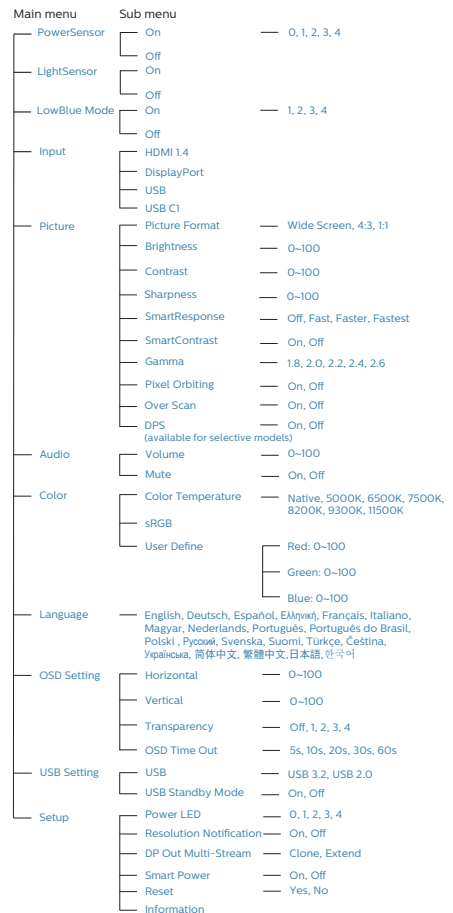 Main menu Sub menu
PowerSensor On 0, 1, 2, 3, 4
Off
LightSensor On
Off
LowBlue Mode On 1, 2, 3, 4
Off
Input HDMI 1.4
DisplayPort
USB
USB C1
Picture Picture Format Wide Screen, 4:3, 1:1
Brightness 0~100
Contrast 0~100
Sharpness 0~100
SmartResponse Off, Fast, Faster, Fastest
SmartContrast On, Off
Gamma 1.8, 2.0, 2.2, 2.4, 2.6
Pixel Orbiting On, Off
Over Scan On, Off
DPS On, Off
(available for selective models)
Audio Volume 0~100
Mute On, Off
Color Color Temperature Native, 5000K, 6500K, 7500K,
8200K, 9300K, 11500K
sRGB
User Define Red: 0~100
Green: 0~100
Blue: 0~100
Language English, Deutsch, Español, Ελληνική, Français, Italiano,
Magyar, Nederlands, Português, Português do Brasil,
Polski , Русский, Svenska, Suomi, Türkçe, Čeština,
Українська, 简体中文, 繁體中文,日本語,한국어
OSD Setting Horizontal 0~100
Vertical 0~100
Transparency Off, 1, 2, 3, 4
OSD Time Out 5s, 10s, 20s, 30s, 60s
USB Setting USB USB 3.2, USB 2.0
USB Standby Mode On, Off
Setup Power LED 0, 1, 2, 3, 4
Resolution Notification On, Off
DP Out Multi-Stream Clone, Extend
Smart Power On, Off
Reset Yes, No
Information